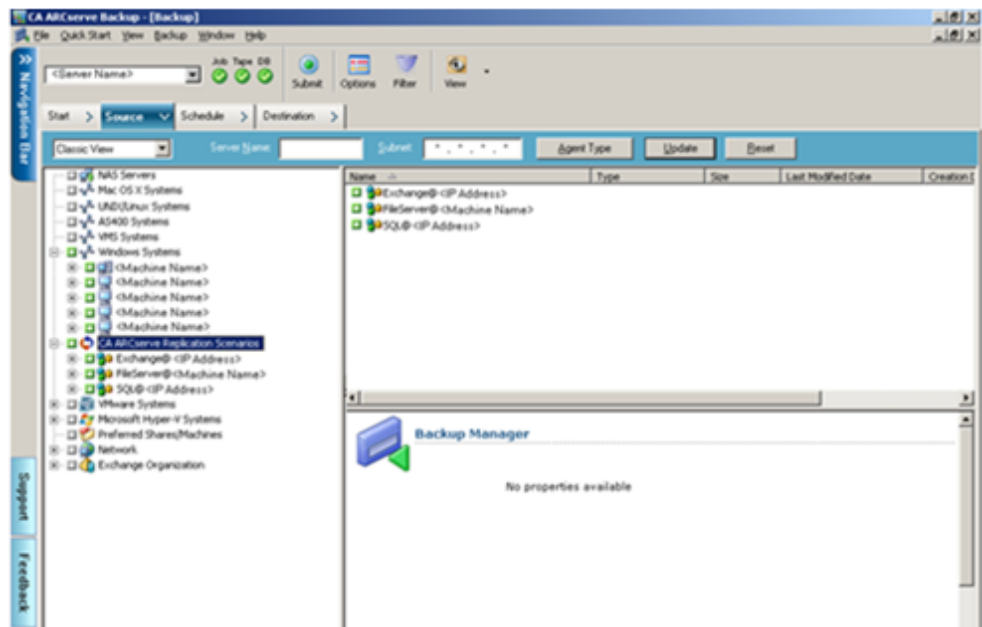 CA ARCserve Backup - [Backup]
File Quick Start View Backup Window Help
<Server Name>
Job Tape DB
Submit
Options
Filter
View
Start > Source Schedule > Destination >
Classic View
Server Name:
Subnet:
* . * . * . *
Agent Type
Update
Reset
Navigation Bar
NAS Servers
Mac OS X Systems
UNIX/Linux Systems
AS400 Systems
VMS Systems
Windows Systems
<Machine Name>
<Machine Name>
<Machine Name>
<Machine Name>
<Machine Name>
CA ARCserve Replication Scenarios
Exchange@ <IP Address>
FileServer@ <Machine Name>
SQL@ <IP Address>
VMware Systems
Microsoft Hyper-V Systems
Preferred Shares/Machines
Network
Exchange Organization
Name Type Size Last Modified Date Creation D
Exchange@ <IP Address>
FileServer@ <Machine Name>
SQL@ <IP Address>
Backup Manager
No properties available
Support
Feedback